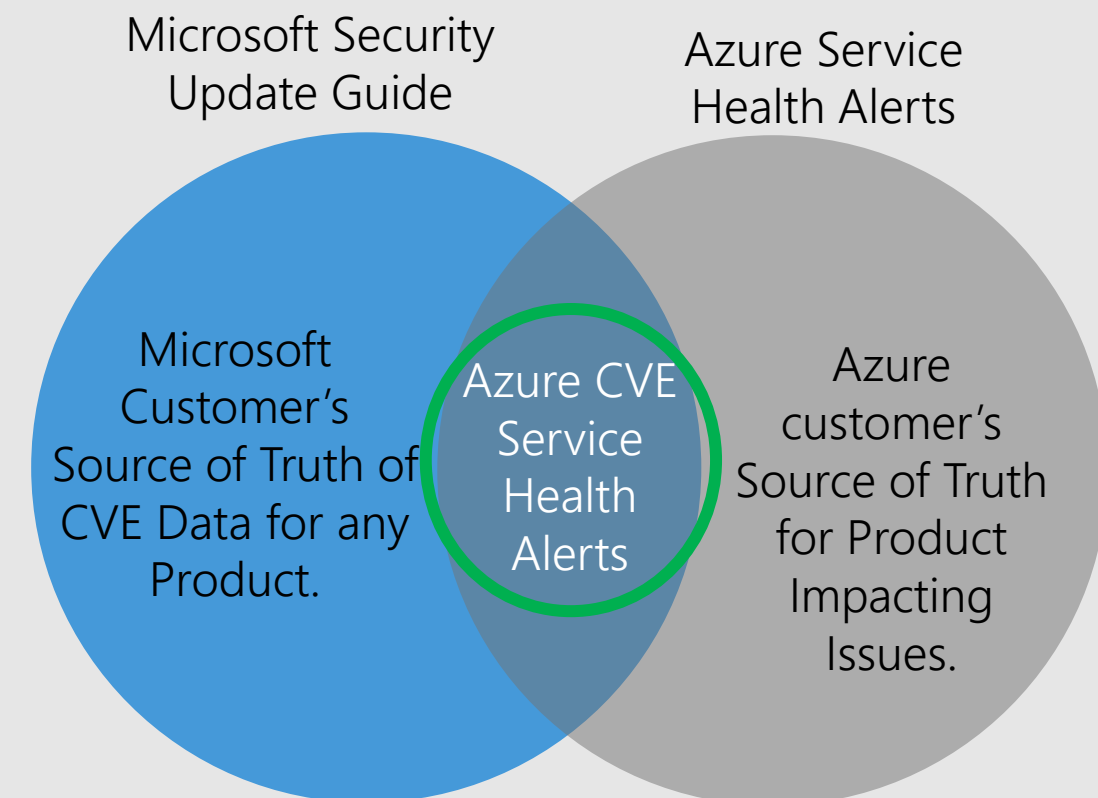 Microsoft Security
Update Guide
Azure Service
Health Alerts
Microsoft
Customer’s
Source of Truth of
CVE Data for any
Product.
Azure CVE
Service
Health
Alerts
Azure
customer’s
Source of Truth
for Product
Impacting
Issues.